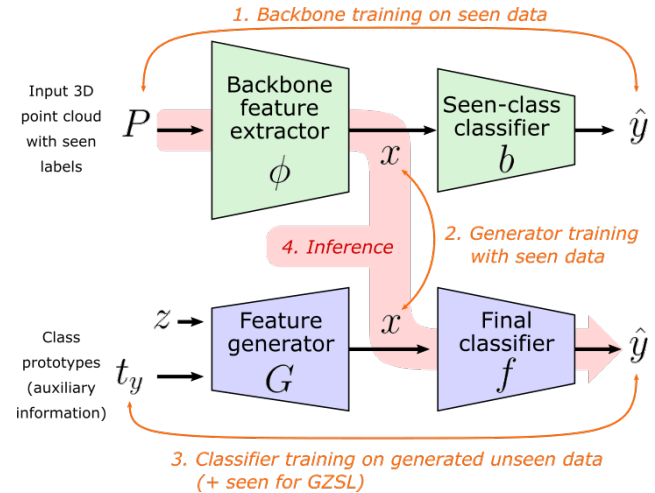 1. Backbone training on seen data
Input 3D
point cloud
with seen
labels
P
Backbone
feature
extractor
ϕ
x
Seen-class
classifier
b
ŷ
4. Inference
2. Generator training
with seen data
Class
prototypes
(auxiliary
information)
z
t_y
Feature
generator
G
x
Final
classifier
f
ŷ
3. Classifier training on generated unseen data
(+ seen for GZSL)